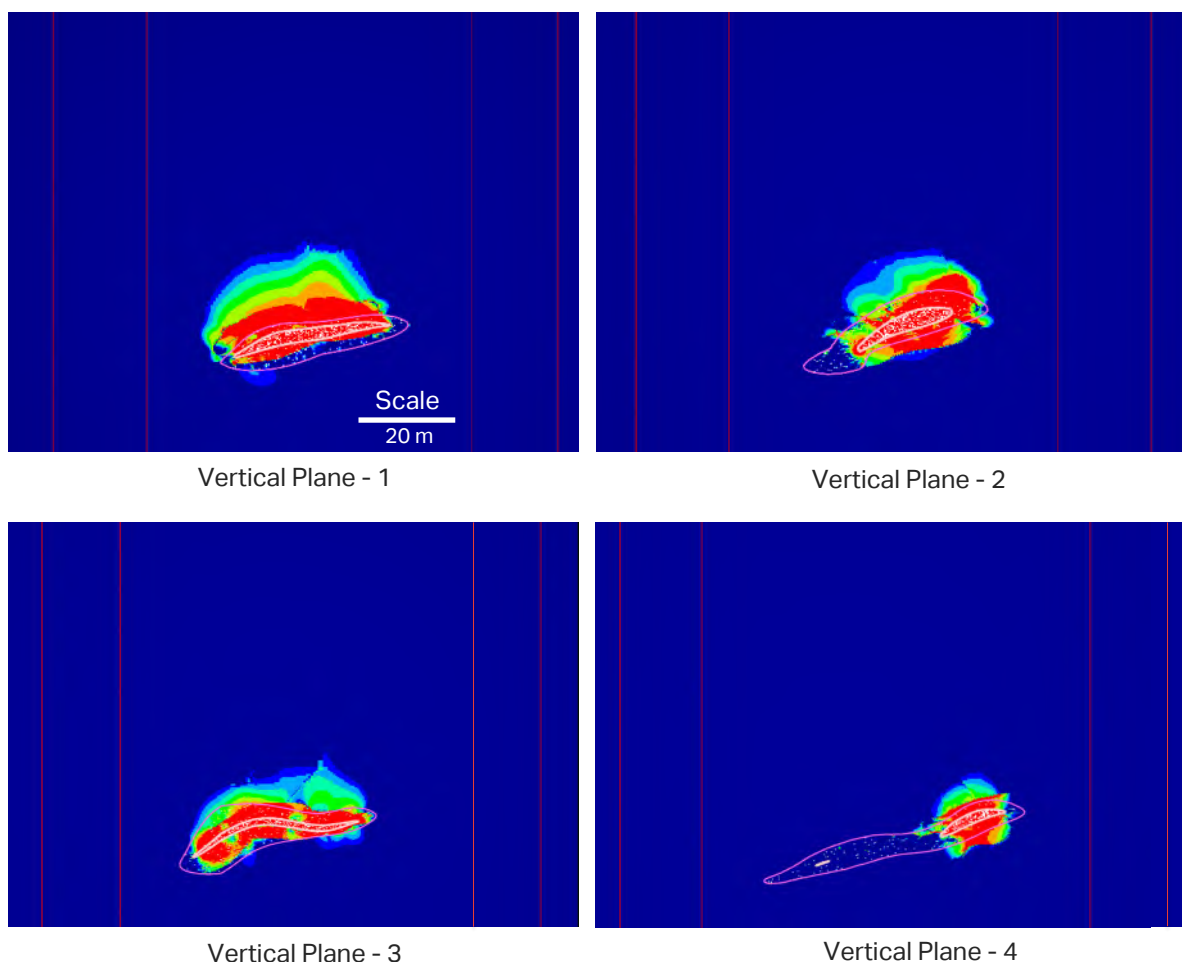 Scale
20 m
Vertical Plane - 1
Vertical Plane - 2
Vertical Plane - 3
Vertical Plane - 4